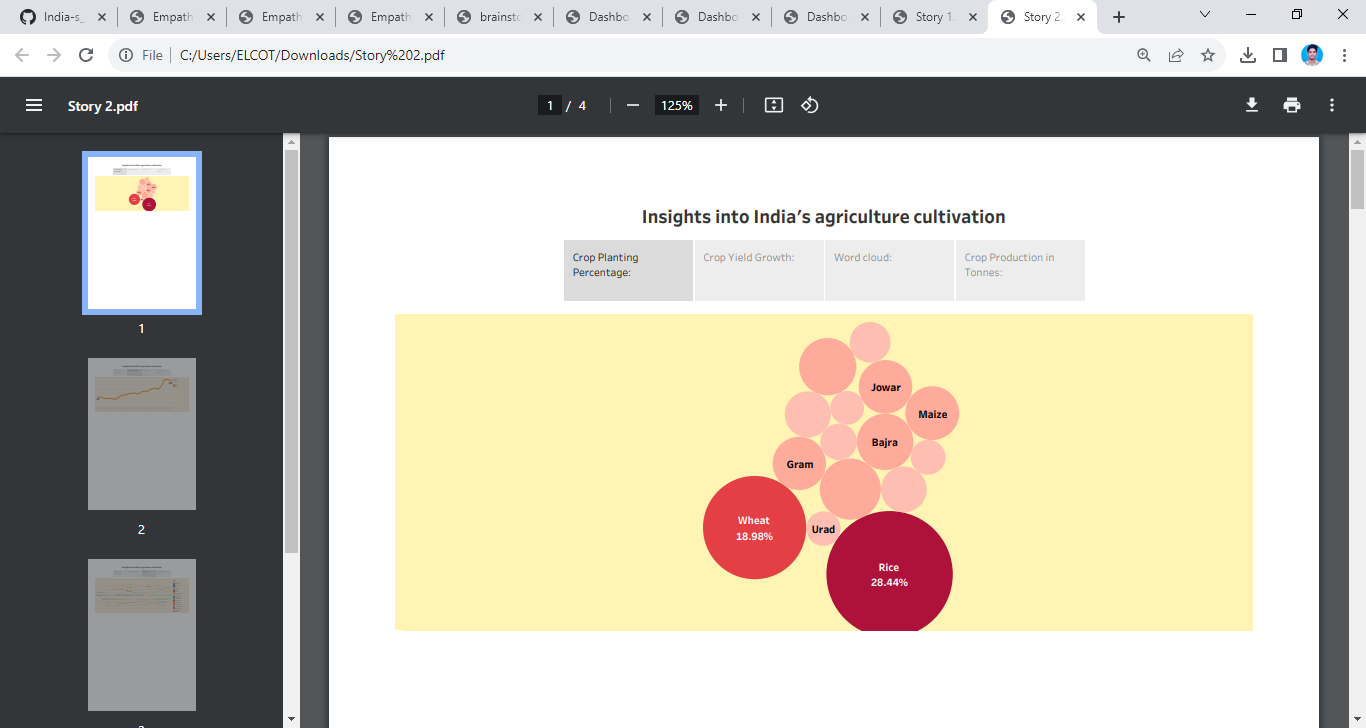 India-s_
Empath
Empath
Empath
brainsto
Dashbo
Dashbo
Dashbo
Story 1.
Story 2.
File
C:/Users/ELCOT/Downloads/Story%202.pdf
Story 2.pdf
1 / 4
125%
1
2
Insights into India's agriculture cultivation
Crop Planting
Percentage:
Crop Yield Growth:
Word cloud:
Crop Production in
Tonnes:
Jowar
Maize
Bajra
Gram
Wheat
18.98%
Urad
Rice
28.44%